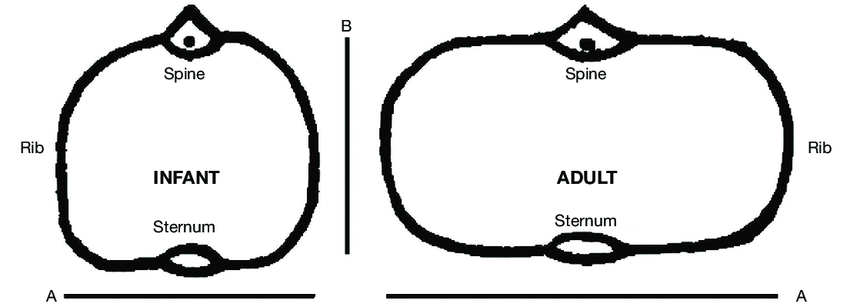 B
Spine
Spine
Rib
Rib
INFANT
ADULT
Sternum
Sternum
A
A